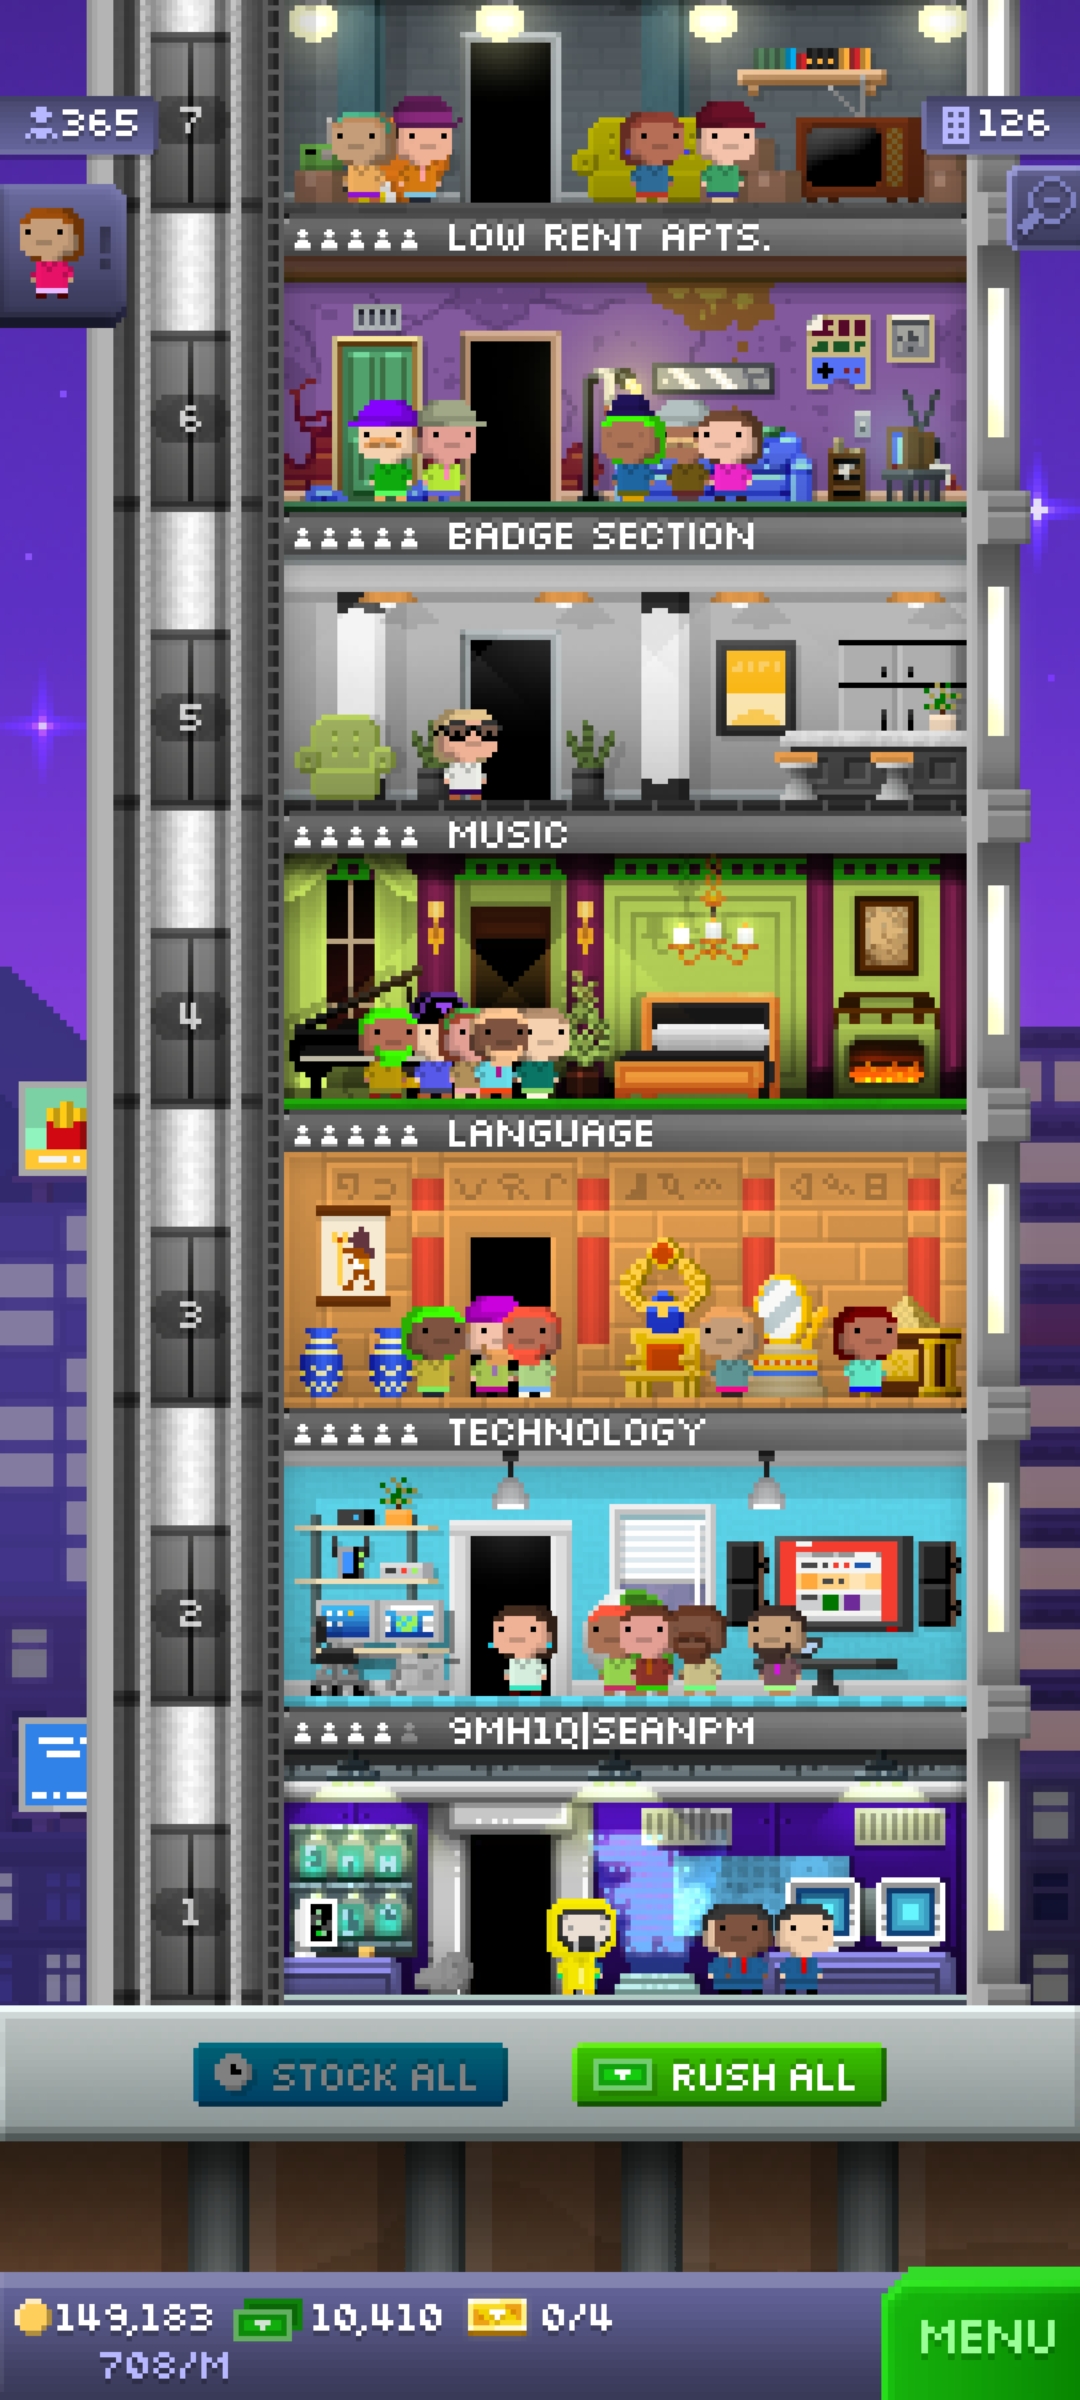 7
365
126
!
LOW RENT APTS.
6
BADGE SECTION
5
MUSIC
4
LANGUAGE
3
TECHNOLOGY
2
9MH1Q|SEANPM
1
STOCK ALL
RUSH ALL
149,183
10,410
0/4
708/M
MENU